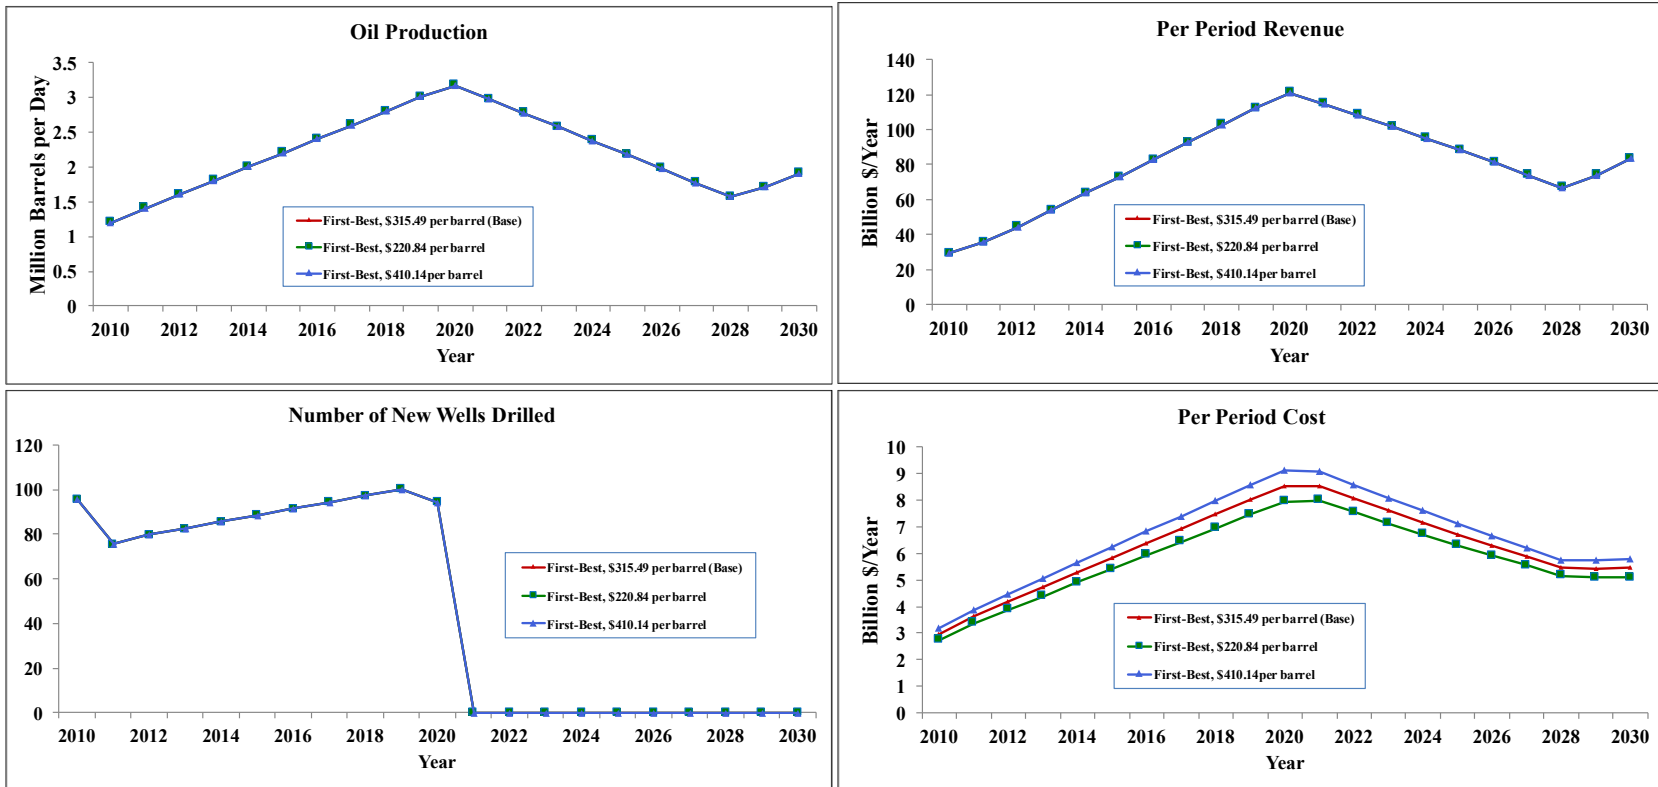 Oil Production
Million Barrels per Day
3.5
3
2.5
2
1.5
1
0.5
0
First-Best, $315.49 per barrel (Base)
First-Best, $220.84 per barrel
First-Best, $410.14per barrel
2010 2012 2014 2016 2018 2020 2022 2024 2026 2028 2030
Year
Per Period Revenue
Billion $/Year
140
120
100
80
60
40
20
0
First-Best, $315.49 per barrel (Base)
First-Best, $220.84 per barrel
First-Best, $410.14per barrel
2010 2012 2014 2016 2018 2020 2022 2024 2026 2028 2030
Year
Number of New Wells Drilled
120
100
80
60
40
20
0
First-Best, $315.49 per barrel (Base)
First-Best, $220.84 per barrel
First-Best, $410.14 per barrel
2010 2012 2014 2016 2018 2020 2022 2024 2026 2028 2030
Year
Per Period Cost
Billion $/Year
10
9
8
7
6
5
4
3
2
1
0
First-Best, $315.49 per barrel (Base)
First-Best, $220.84 per barrel
First-Best, $410.14per barrel
2010 2012 2014 2016 2018 2020 2022 2024 2026 2028 2030
Year